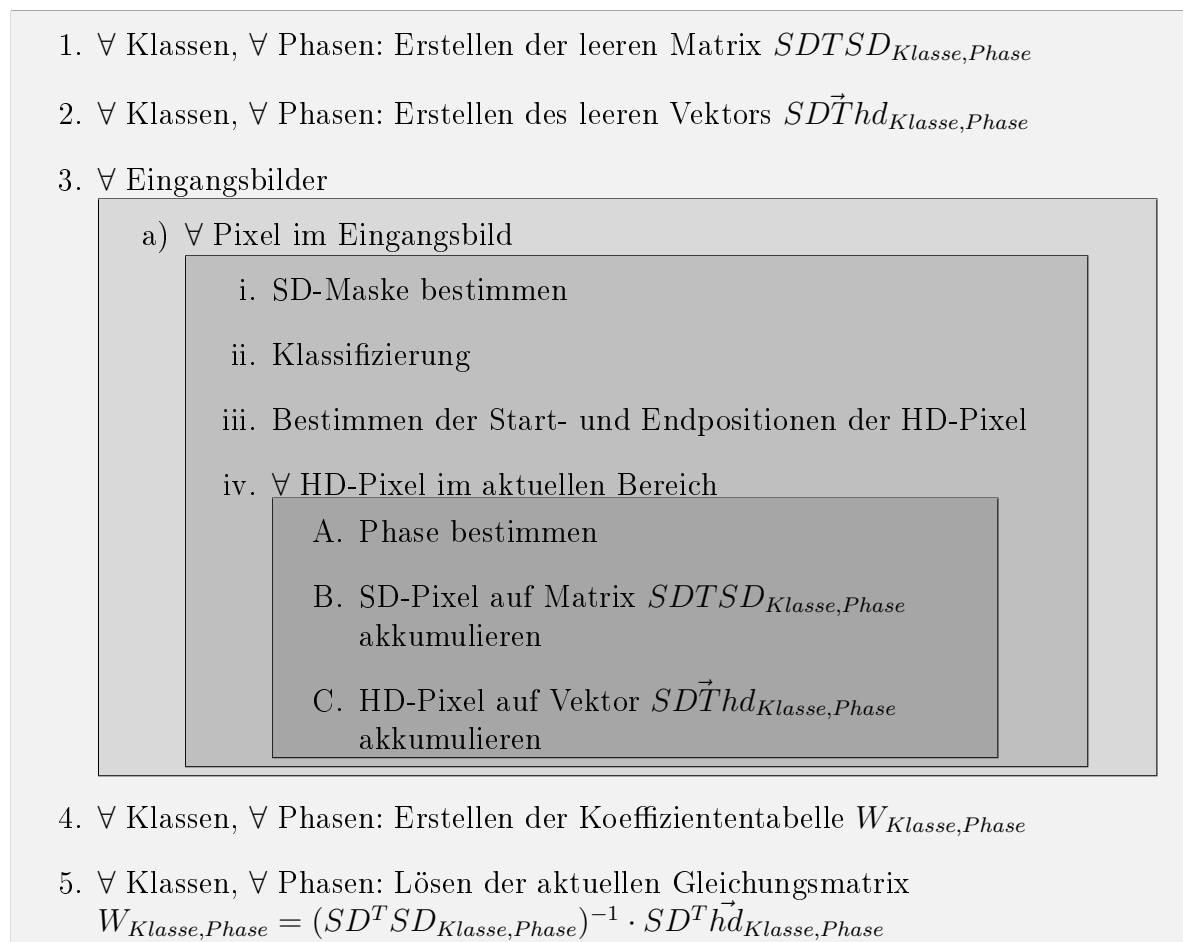 1. ∀ Klassen, ∀ Phasen: Erstellen der leeren Matrix $SDTSD_{Klasse,Phase}$
2. ∀ Klassen, ∀ Phasen: Erstellen des leeren Vektors $S\vec{DT}hd_{Klasse,Phase}$
3. ∀ Eingangsbilder
a) ∀ Pixel im Eingangsbild
i. SD-Maske bestimmen
ii. Klassifizierung
iii. Bestimmen der Start- und Endpositionen der HD-Pixel
iv. ∀ HD-Pixel im aktuellen Bereich
A. Phase bestimmen
B. SD-Pixel auf Matrix $SDTSD_{Klasse,Phase}$
akkumulieren
C. HD-Pixel auf Vektor $S\vec{DT}hd_{Klasse,Phase}$
akkumulieren
4. ∀ Klassen, ∀ Phasen: Erstellen der Koeffiziententabelle $W_{Klasse,Phase}$
5. ∀ Klassen, ∀ Phasen: Lösen der aktuellen Gleichungsmatrix
$W_{Klasse,Phase} = (SD^T SD_{Klasse,Phase})^{-1} \cdot SD^T \vec{hd}_{Klasse,Phase}$